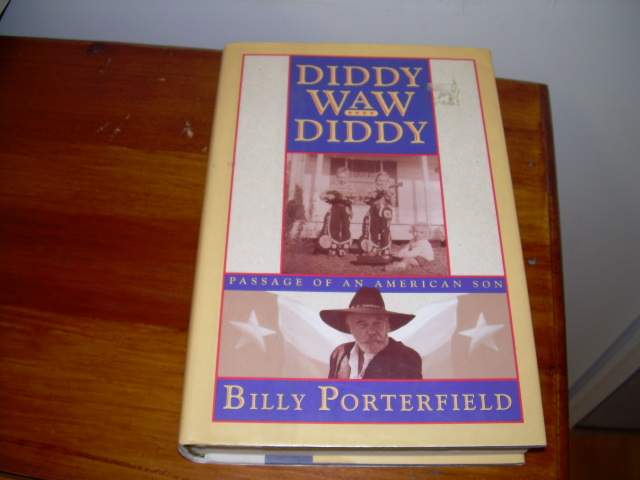 DIDDY
WAW
DIDDY
PASSAGE OF AN AMERICAN SON
BILLY PORTERFIELD